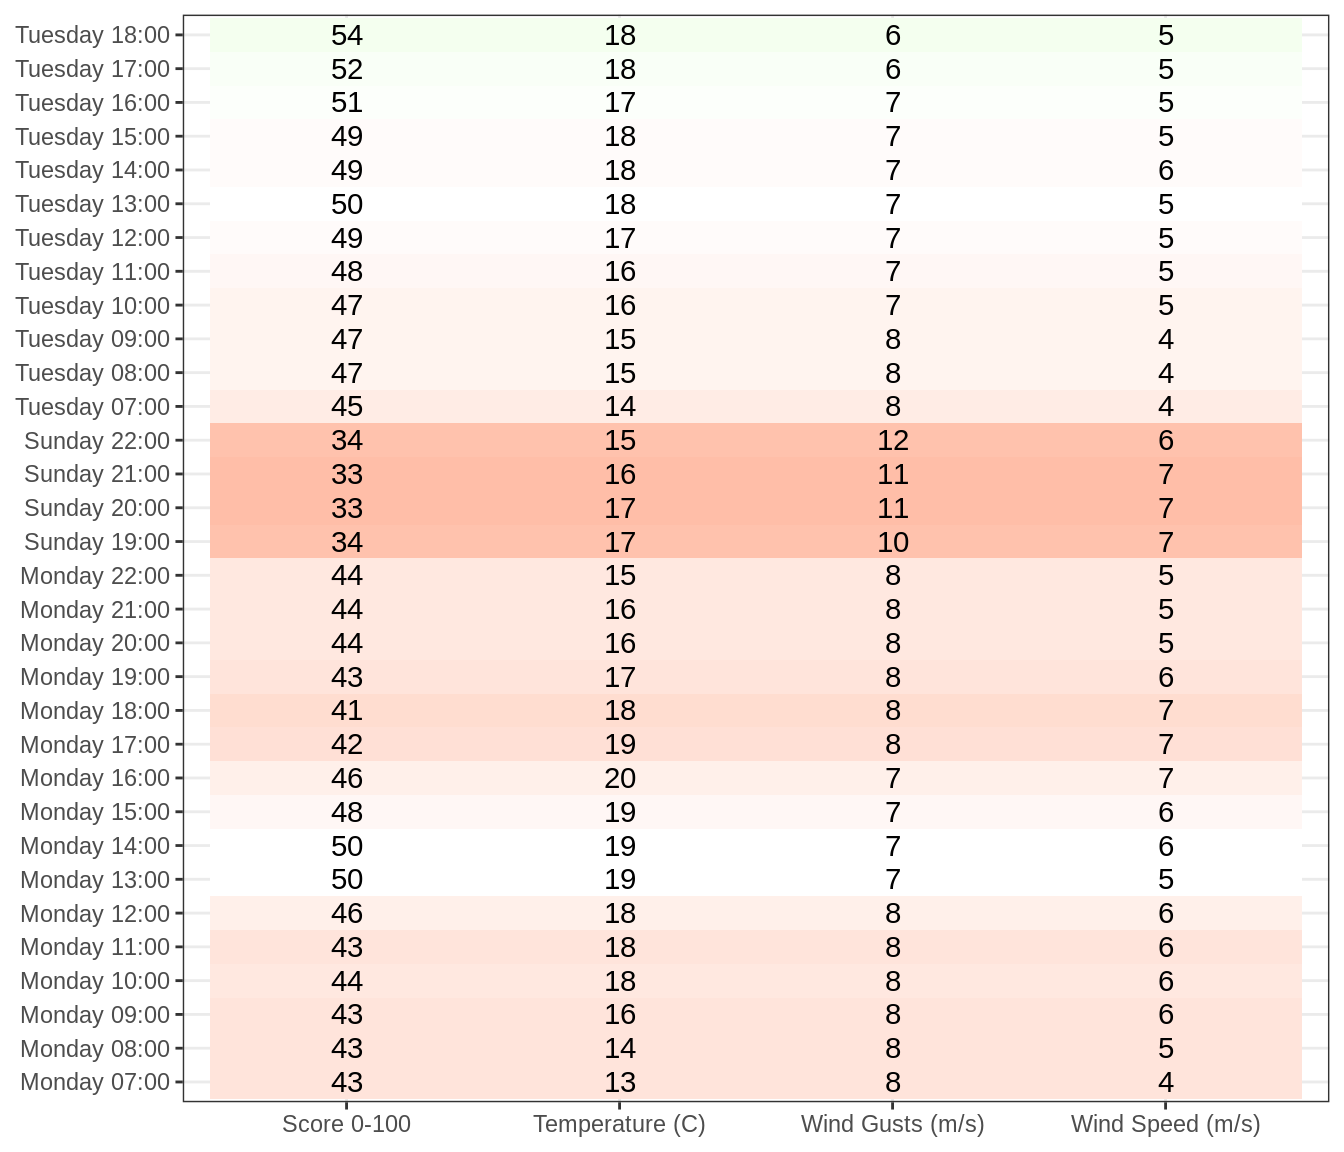 Tuesday 18:00 54 18 6 5
Tuesday 17:00 52 18 6 5
Tuesday 16:00 51 17 7 5
Tuesday 15:00 49 18 7 5
Tuesday 14:00 49 18 7 6
Tuesday 13:00 50 18 7 5
Tuesday 12:00 49 17 7 5
Tuesday 11:00 48 16 7 5
Tuesday 10:00 47 16 7 5
Tuesday 09:00 47 15 8 4
Tuesday 08:00 47 15 8 4
Tuesday 07:00 45 14 8 4
Sunday 22:00 34 15 12 6
Sunday 21:00 33 16 11 7
Sunday 20:00 33 17 11 7
Sunday 19:00 34 17 10 7
Monday 22:00 44 15 8 5
Monday 21:00 44 16 8 5
Monday 20:00 44 16 8 5
Monday 19:00 43 17 8 6
Monday 18:00 41 18 8 7
Monday 17:00 42 19 8 7
Monday 16:00 46 20 7 7
Monday 15:00 48 19 7 6
Monday 14:00 50 19 7 6
Monday 13:00 50 19 7 5
Monday 12:00 46 18 8 6
Monday 11:00 43 18 8 6
Monday 10:00 44 18 8 6
Monday 09:00 43 16 8 6
Monday 08:00 43 14 8 5
Monday 07:00 43 13 8 4
Score 0-100 Temperature (C) Wind Gusts (m/s) Wind Speed (m/s)